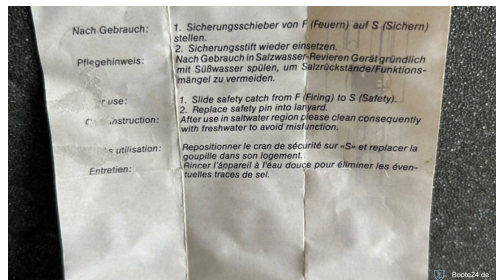 Nach Gebrauch: 1. Sicherungsschieber von F (Feuern) auf S (Sichern)
stellen.
2. Sicherungsstift wieder einsetzen.
Pflegehinweis: Nach Gebrauch in Salzwasser-Revieren Gerät gründlich
mit Süßwasser spülen, um Salzrückstände/Funktions-
mängel zu vermeiden.
use: 1. Slide safety catch from F (Firing) to S (Safety).
2. Replace safety pin into lanyard.
After use in saltwater region please clean consequently
with freshwater to avoid misfunction.
utilisation: Repositionner le cran de sécurité sur «S» et replacer la
goupille dans son logement.
Entretien: Rincer l'appareil à l'eau douce pour éliminer les éven-
tuelles traces de sel.
Boote24.de